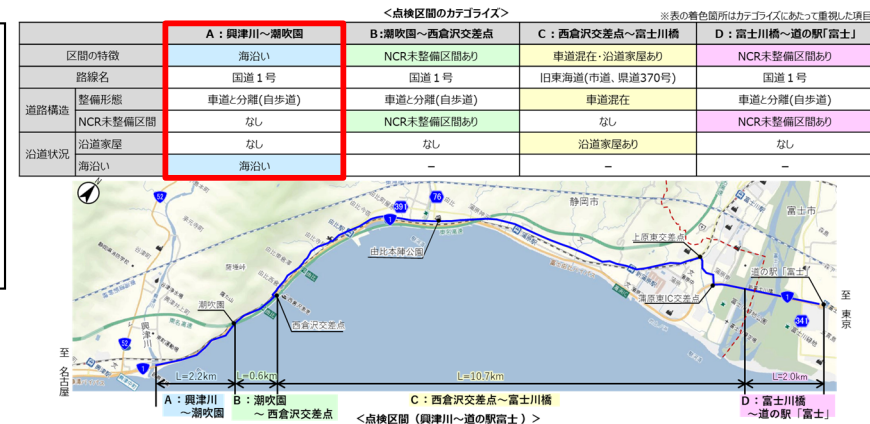 ＜点検区間のカテゴライズ＞
※表の着色箇所はカテゴライズにあたって重視した項目
A：興津川～潮吹園 B:潮吹園～西倉沢交差点 C：西倉沢交差点～富士川橋 D：富士川橋～道の駅「富士」
区間の特徴 海沿い NCR未整備区間あり 車道混在・沿道家屋あり NCR未整備区間あり
路線名 国道１号 国道１号 旧東海道(市道、県道370号) 国道１号
道路構造 整備形態 車道と分離(自歩道) 車道と分離(自歩道) 車道混在 車道と分離(自歩道)
NCR未整備区間 なし NCR未整備区間あり なし NCR未整備区間あり
沿道状況 沿道家屋 なし なし 沿道家屋あり なし
海沿い 海沿い － － －
52
76
391
1
静岡市
富士市
由比本陣公園
上原東交差点
道の駅「富士」
蒲原東IC交差点
1
341
至 東京
潮吹園
西倉沢交差点
興津川
52
1
至 名古屋
L=2.2km L=0.6km L=10.7km L=2.0km
A：興津川
～潮吹園
B：潮吹園
～西倉沢交差点
C：西倉沢交差点～富士川橋
D：富士川橋
～道の駅「富士」
＜点検区間（興津川～道の駅富士）＞